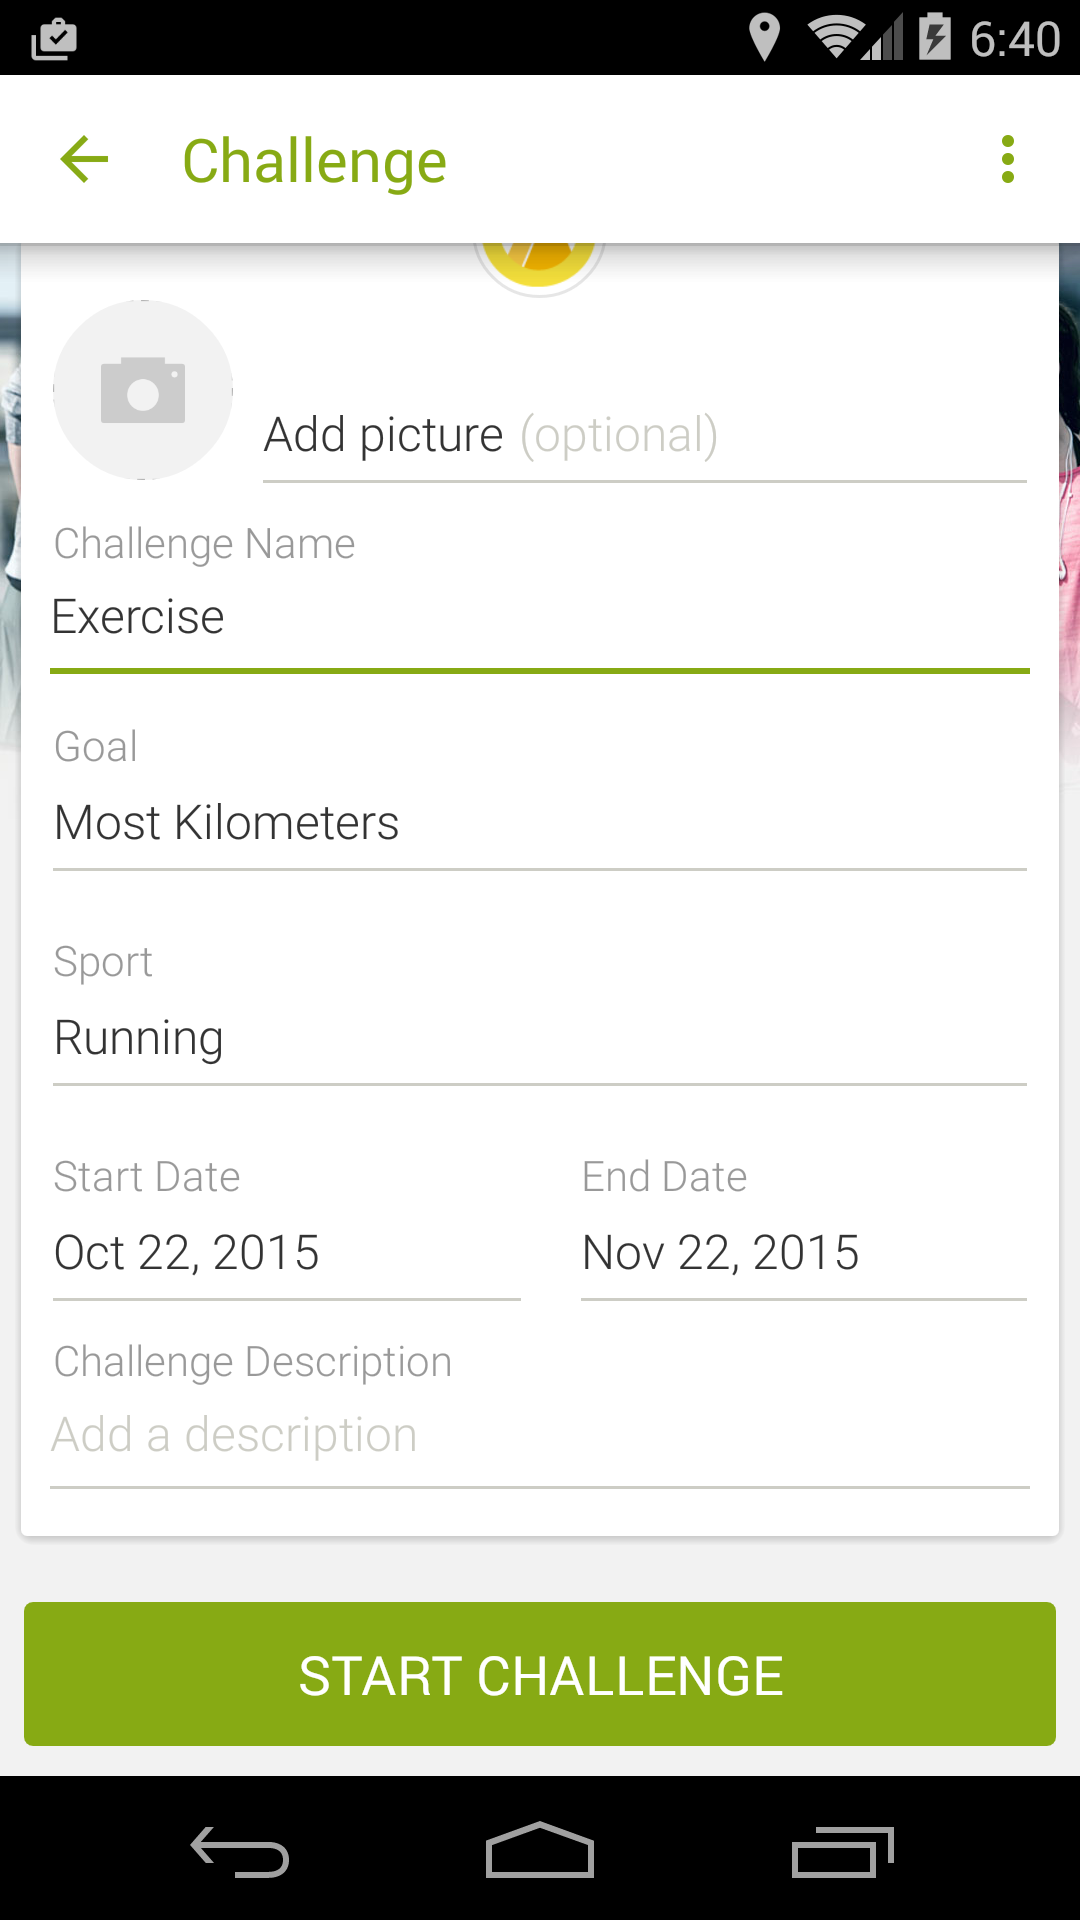 6:40
Challenge
Add picture (optional)
Challenge Name
Exercise
Goal
Most Kilometers
Sport
Running
Start Date End Date
Oct 22, 2015 Nov 22, 2015
Challenge Description
Add a description
START CHALLENGE